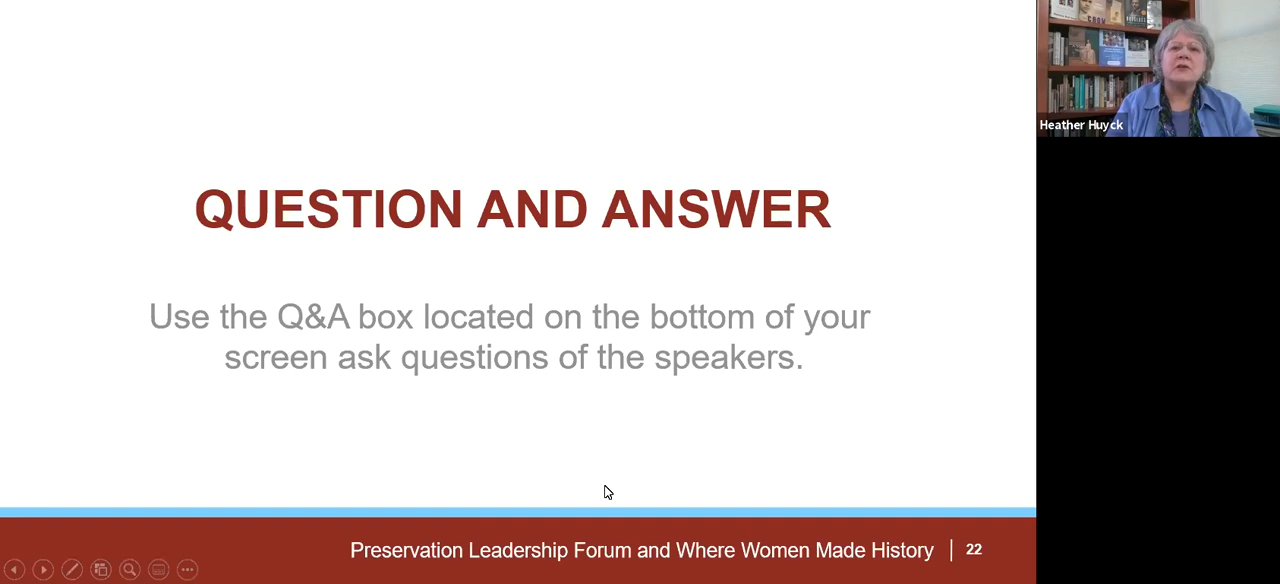 QUESTION AND ANSWER
Use the Q&A box located on the bottom of your
screen ask questions of the speakers.
Preservation Leadership Forum and Where Women Made History | 22
Heather Huyck